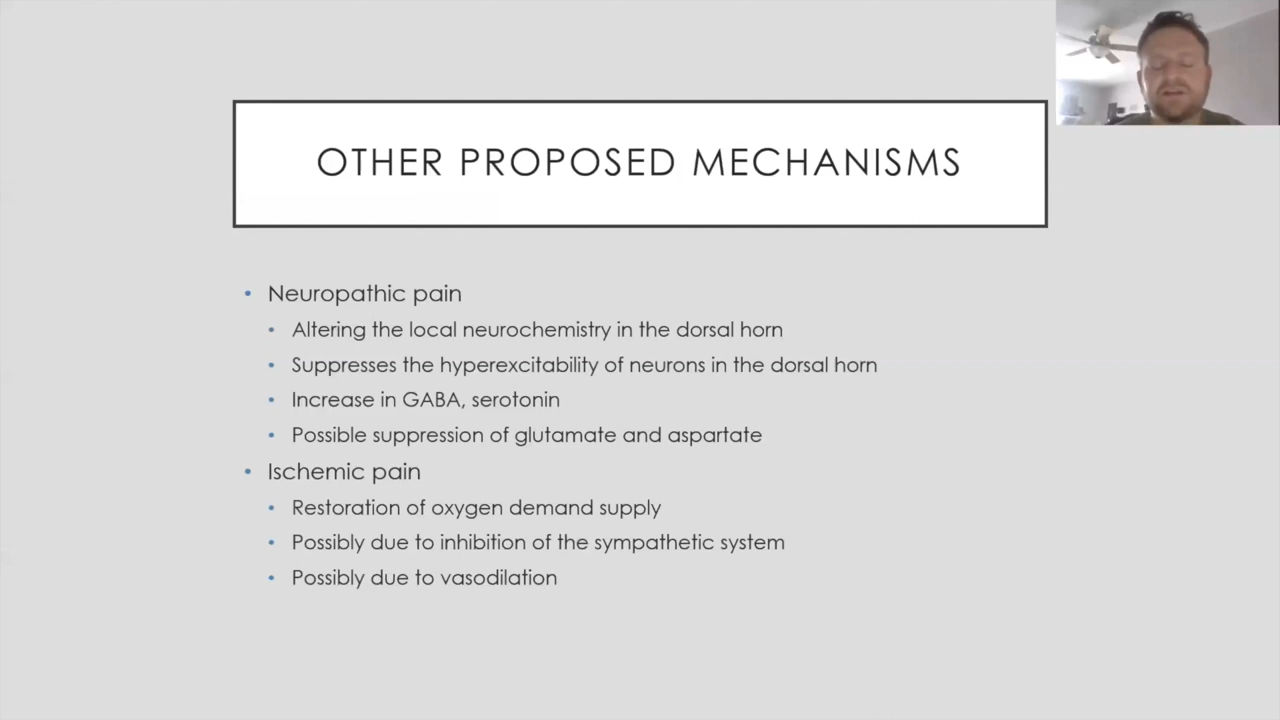 OTHER PROPOSED MECHANISMS
• Neuropathic pain
• Altering the local neurochemistry in the dorsal horn
• Suppresses the hyperexcitability of neurons in the dorsal horn
• Increase in GABA, serotonin
• Possible suppression of glutamate and aspartate
• Ischemic pain
• Restoration of oxygen demand supply
• Possibly due to inhibition of the sympathetic system
• Possibly due to vasodilation